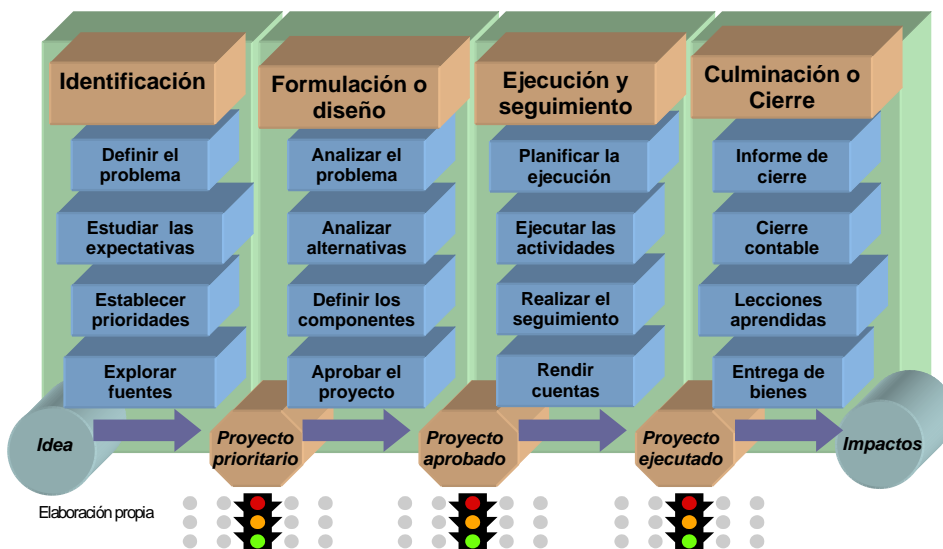 Identificación
Definir el
problema
Estudiar las
expectativas
Establecer
prioridades
Explorar
fuentes
Formulación o
diseño
Analizar el
problema
Analizar
alternativas
Definir los
componentes
Aprobar el
proyecto
Ejecución y
seguimiento
Planificar la
ejecución
Ejecutar las
actividades
Realizar el
seguimiento
Rendir
cuentas
Culminación o
Cierre
Informe de
cierre
Cierre
contable
Lecciones
aprendidas
Entrega de
bienes
Idea
Proyecto
prioritario
Proyecto
aprobado
Proyecto
ejecutado
Impactos
Elaboración propia